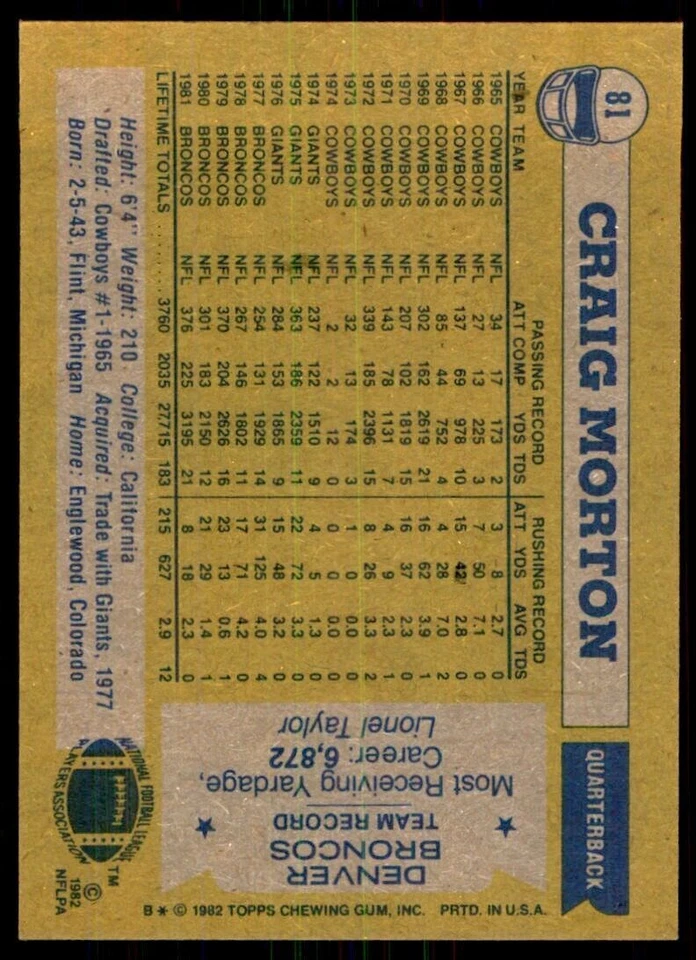 81
CRAIG MORTON
QUARTERBACK
PASSING RECORD RUSHING RECORD
YEAR TEAM ATT COMP YDS TDS ATT YDS AVG TDS
1965 COWBOYS NFL 34 17 173 2 3 -8 -2.7 0
1966 COWBOYS NFL 27 13 225 3 7 50 7.1 0
1967 COWBOYS NFL 137 69 978 10 15 42 2.8 0
1968 COWBOYS NFL 85 44 752 4 4 28 7.0 2
1969 COWBOYS NFL 302 162 2619 21 16 62 3.9 1
1970 COWBOYS NFL 207 102 1819 15 16 37 2.3 0
1971 COWBOYS NFL 143 78 1131 7 4 9 2.3 1
1972 COWBOYS NFL 339 185 2396 15 8 26 3.3 2
1973 COWBOYS NFL 32 13 174 3 1 0 0.0 0
1974 COWBOYS NFL 2 2 12 0 0 0 0.0 0
1974 GIANTS NFL 237 122 1510 9 4 5 1.3 0
1975 GIANTS NFL 363 186 2359 11 22 72 3.3 0
1976 GIANTS NFL 284 153 1865 9 15 48 3.2 0
1977 BRONCOS NFL 254 131 1929 14 31 125 4.0 4
1978 BRONCOS NFL 267 146 1802 11 17 71 4.2 0
1979 BRONCOS NFL 370 204 2626 16 23 13 0.6 1
1980 BRONCOS NFL 301 183 2150 12 21 29 1.4 1
1981 BRONCOS NFL 376 225 3195 21 8 18 2.3 0
LIFETIME TOTALS ........ 3760 2035 27715 183 215 627 2.9 12
Height: 6'4" Weight: 210 College: California
Drafted: Cowboys #1-1965 Acquired: Trade with Giants, 1977
Born: 2-5-43, Flint, Michigan Home: Englewood, Colorado
DENVER
BRONCOS
TEAM RECORD
Most Receiving Yardage,
Career: 6,872
Lionel Taylor
NATIONAL FOOTBALL LEAGUE
PLAYERS ASSOCIATION
TM
©
1982
NFLPA
B * © 1982 TOPPS CHEWING GUM, INC. PRTD. IN U.S.A.